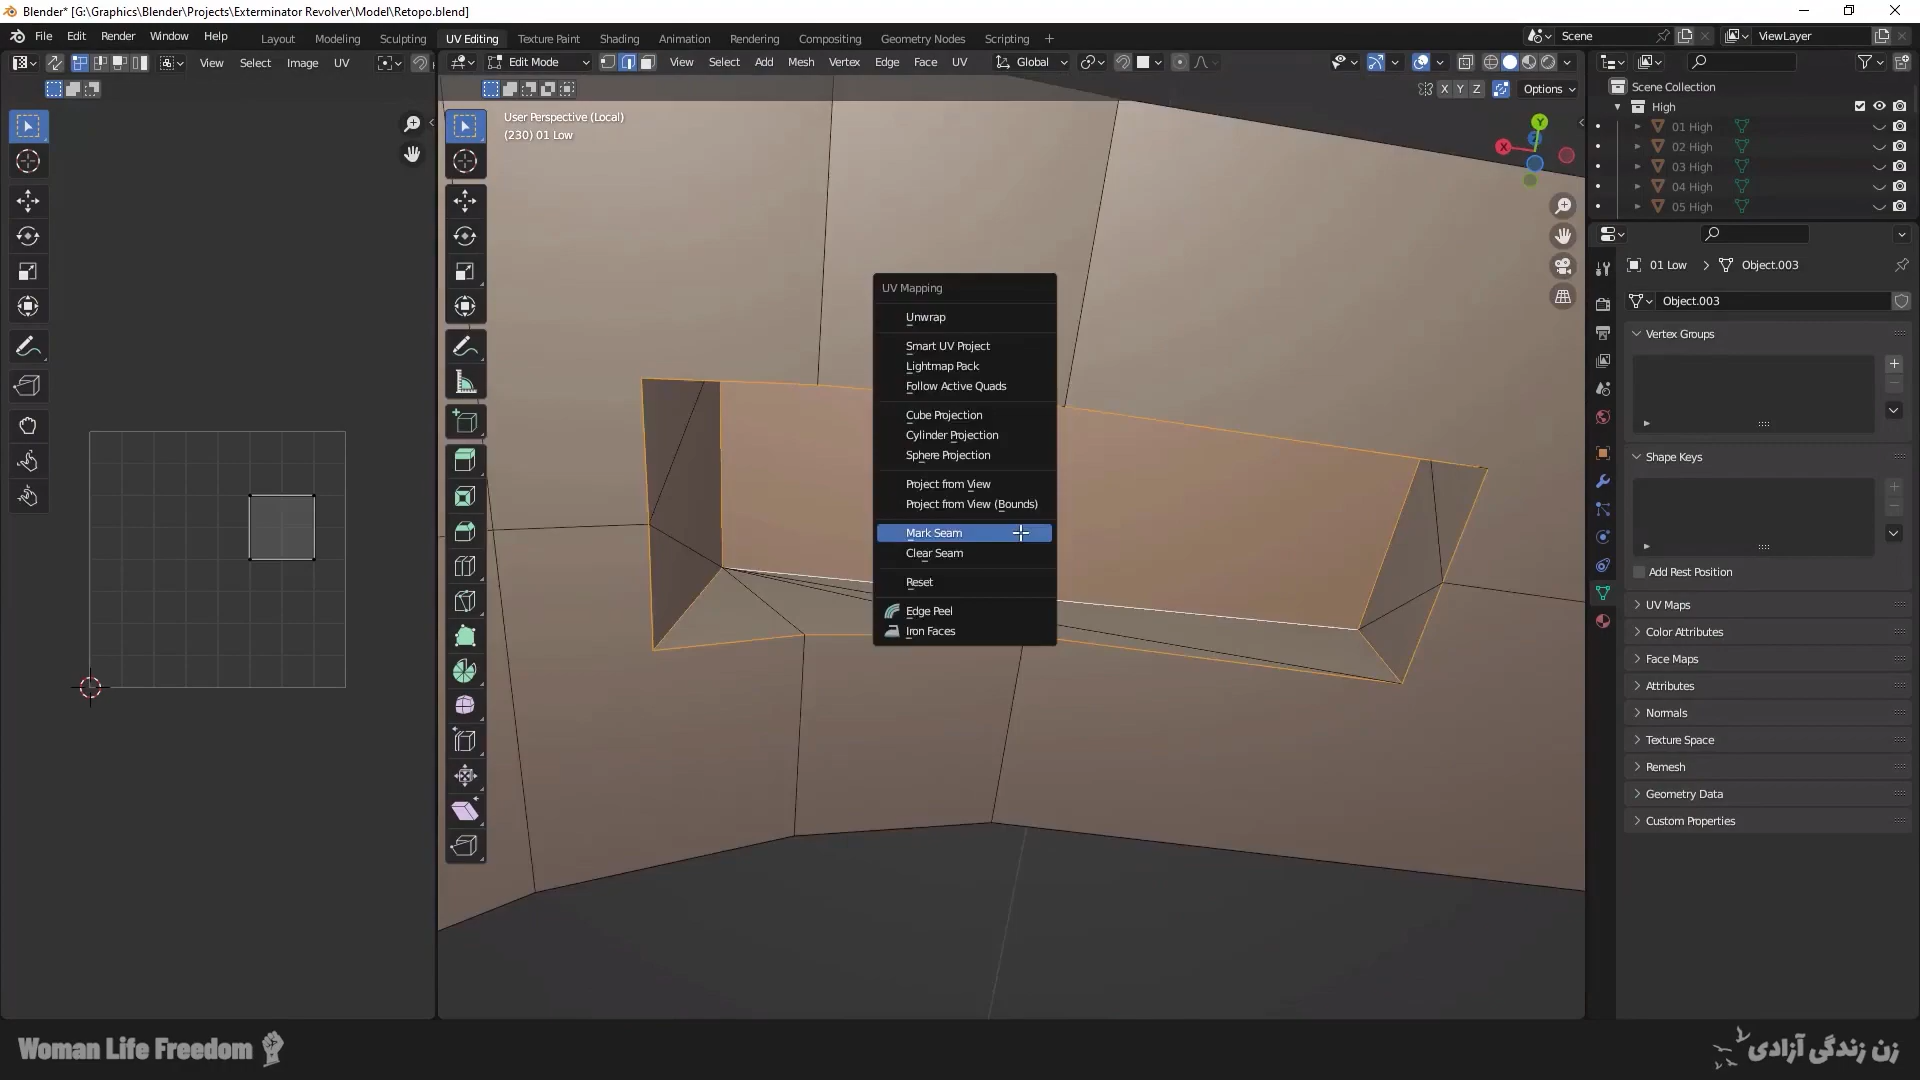 Blender* [G:\Graphics\Blender\Projects\Exterminator Revolver\Model\Retopo.blend]
File Edit Render Window Help Layout Modeling Sculpting UV Editing Texture Paint Shading Animation Rendering Compositing Geometry Nodes Scripting + Scene ViewLayer
View Select Image UV Edit Mode View Select Add Mesh Vertex Edge Face UV Global
X Y Z Options
User Perspective (Local)
(230) 01 Low
Y
X
UV Mapping
Unwrap
Smart UV Project
Lightmap Pack
Follow Active Quads
Cube Projection
Cylinder Projection
Sphere Projection
Project from View
Project from View (Bounds)
Mark Seam
Clear Seam
Reset
Edge Peel
Iron Faces
Scene Collection
High
01 High
02 High
03 High
04 High
05 High
01 Low > Object.003
Object.003
Vertex Groups
Shape Keys
Add Rest Position
UV Maps
Color Attributes
Face Maps
Attributes
Normals
Texture Space
Remesh
Geometry Data
Custom Properties
Woman Life Freedom
زن زندگی آزادی